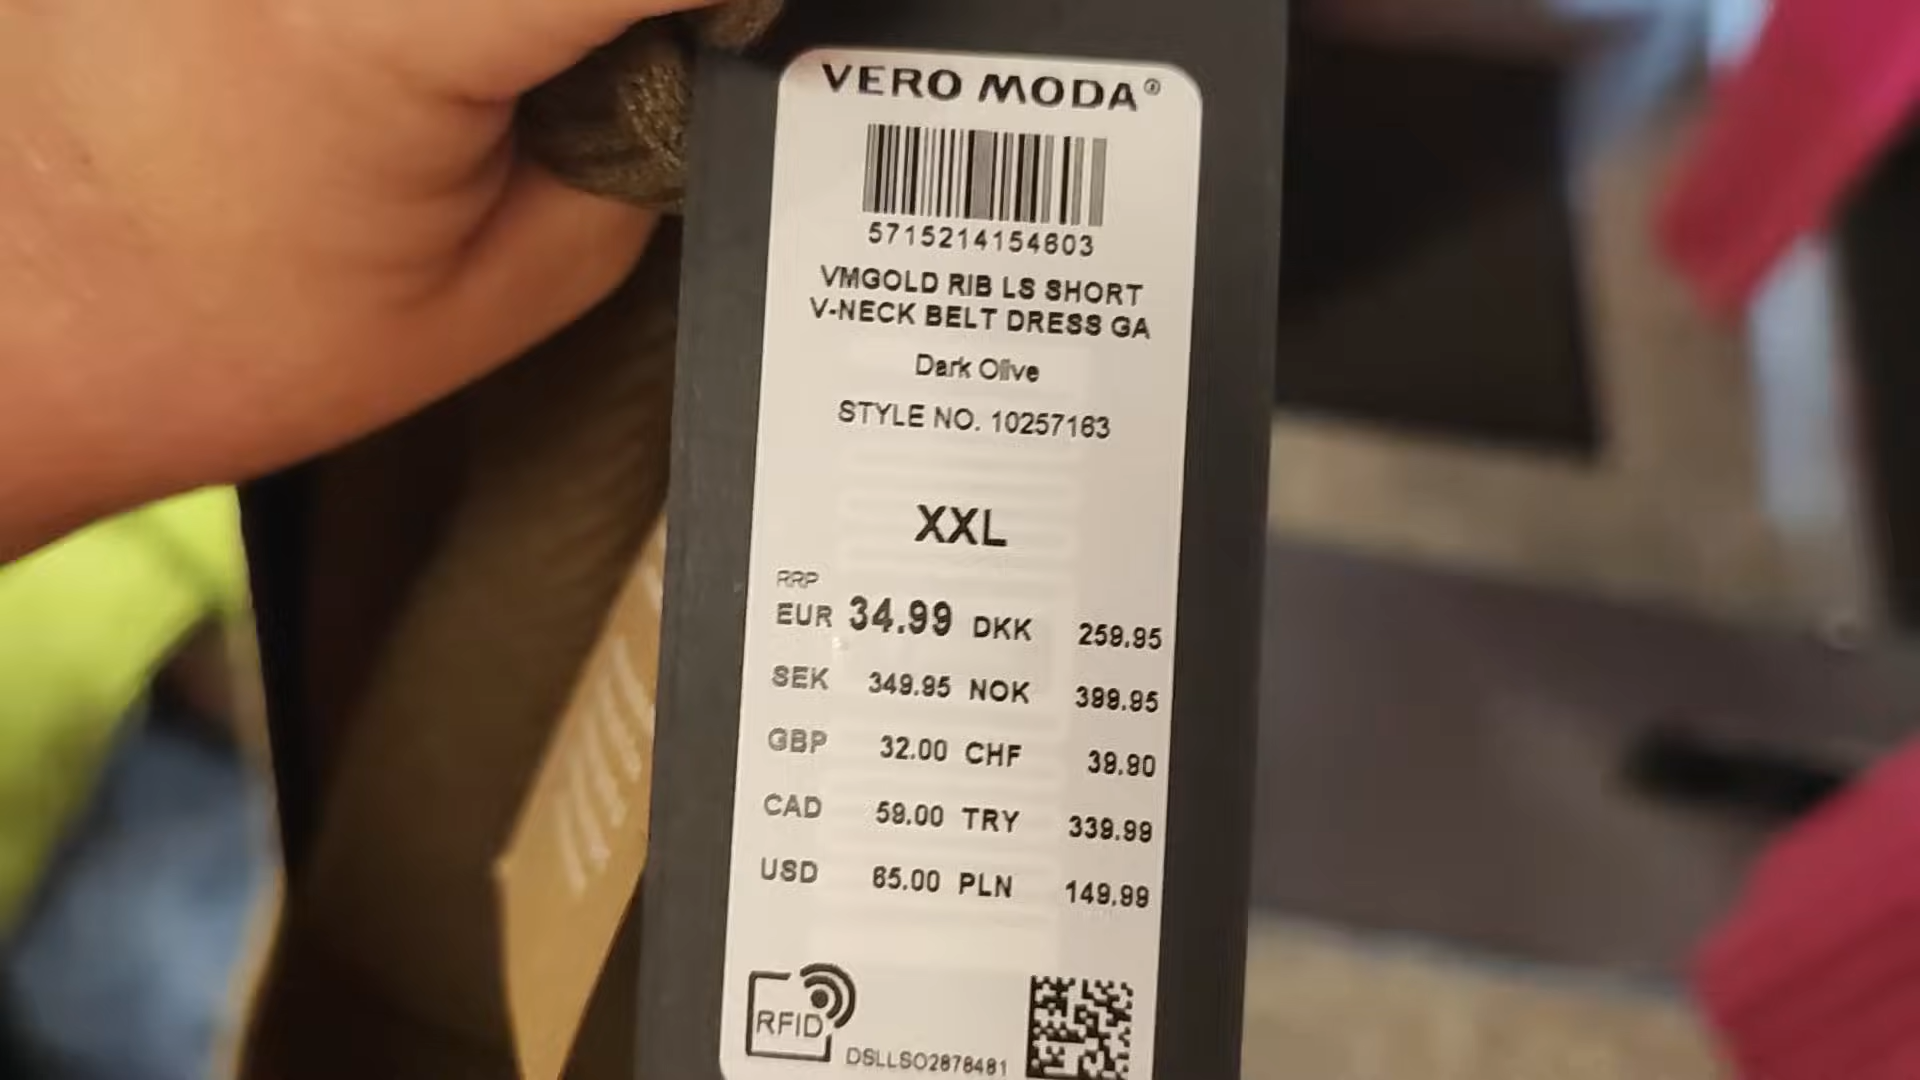 VERO MODA®
5715214154603
VMGOLD RIB LS SHORT
V-NECK BELT DRESS GA
Dark Olive
STYLE NO. 10257163
XXL
RRP
EUR 34.99 DKK 259.95
SEK 349.95 NOK 399.95
GBP 32.00 CHF 39.90
CAD 59.00 TRY 339.99
USD 65.00 PLN 149.99
RFID
DSLLSO2878481